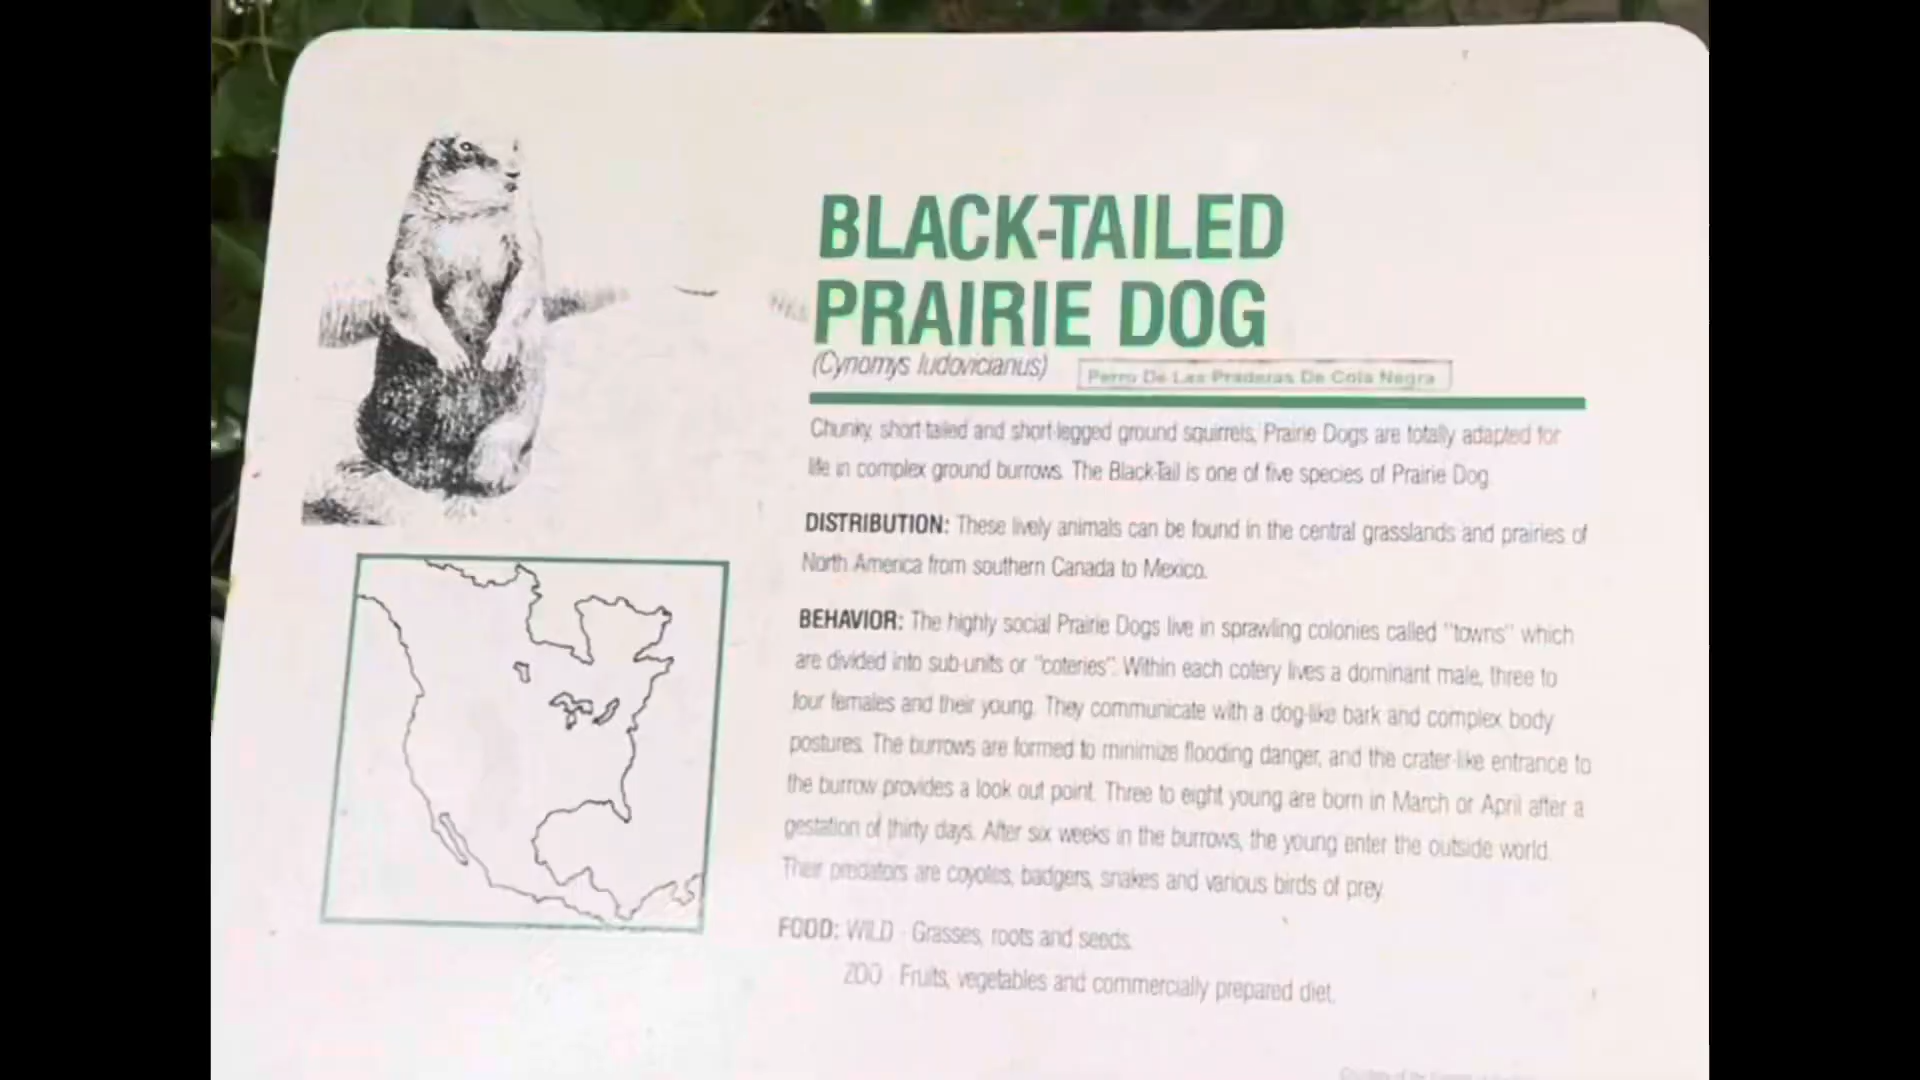 BLACK-TAILED
PRAIRIE DOG
(Cynomys ludovicianus)
Perro De Las Praderas De Cola Negra
Chunky, short-tailed and short-legged ground squirrels, Prairie Dogs are totally adapted for
life in complex ground burrows. The Black-Tail is one of five species of Prairie Dog.
DISTRIBUTION: These lively animals can be found in the central grasslands and prairies of
North America from southern Canada to Mexico.
BEHAVIOR: The highly social Prairie Dogs live in sprawling colonies called "towns" which
are divided into sub-units or "coteries". Within each cotery lives a dominant male, three to
four females and their young. They communicate with a dog-like bark and complex body
postures. The burrows are formed to minimize flooding danger, and the crater-like entrance to
the burrow provides a look out point. Three to eight young are born in March or April after a
gestation of thirty days. After six weeks in the burrows, the young enter the outside world.
Their predators are coyotes, badgers, snakes and various birds of prey.
FOOD: WILD - Grasses, roots and seeds.
ZOO - Fruits, vegetables and commercially prepared diet.